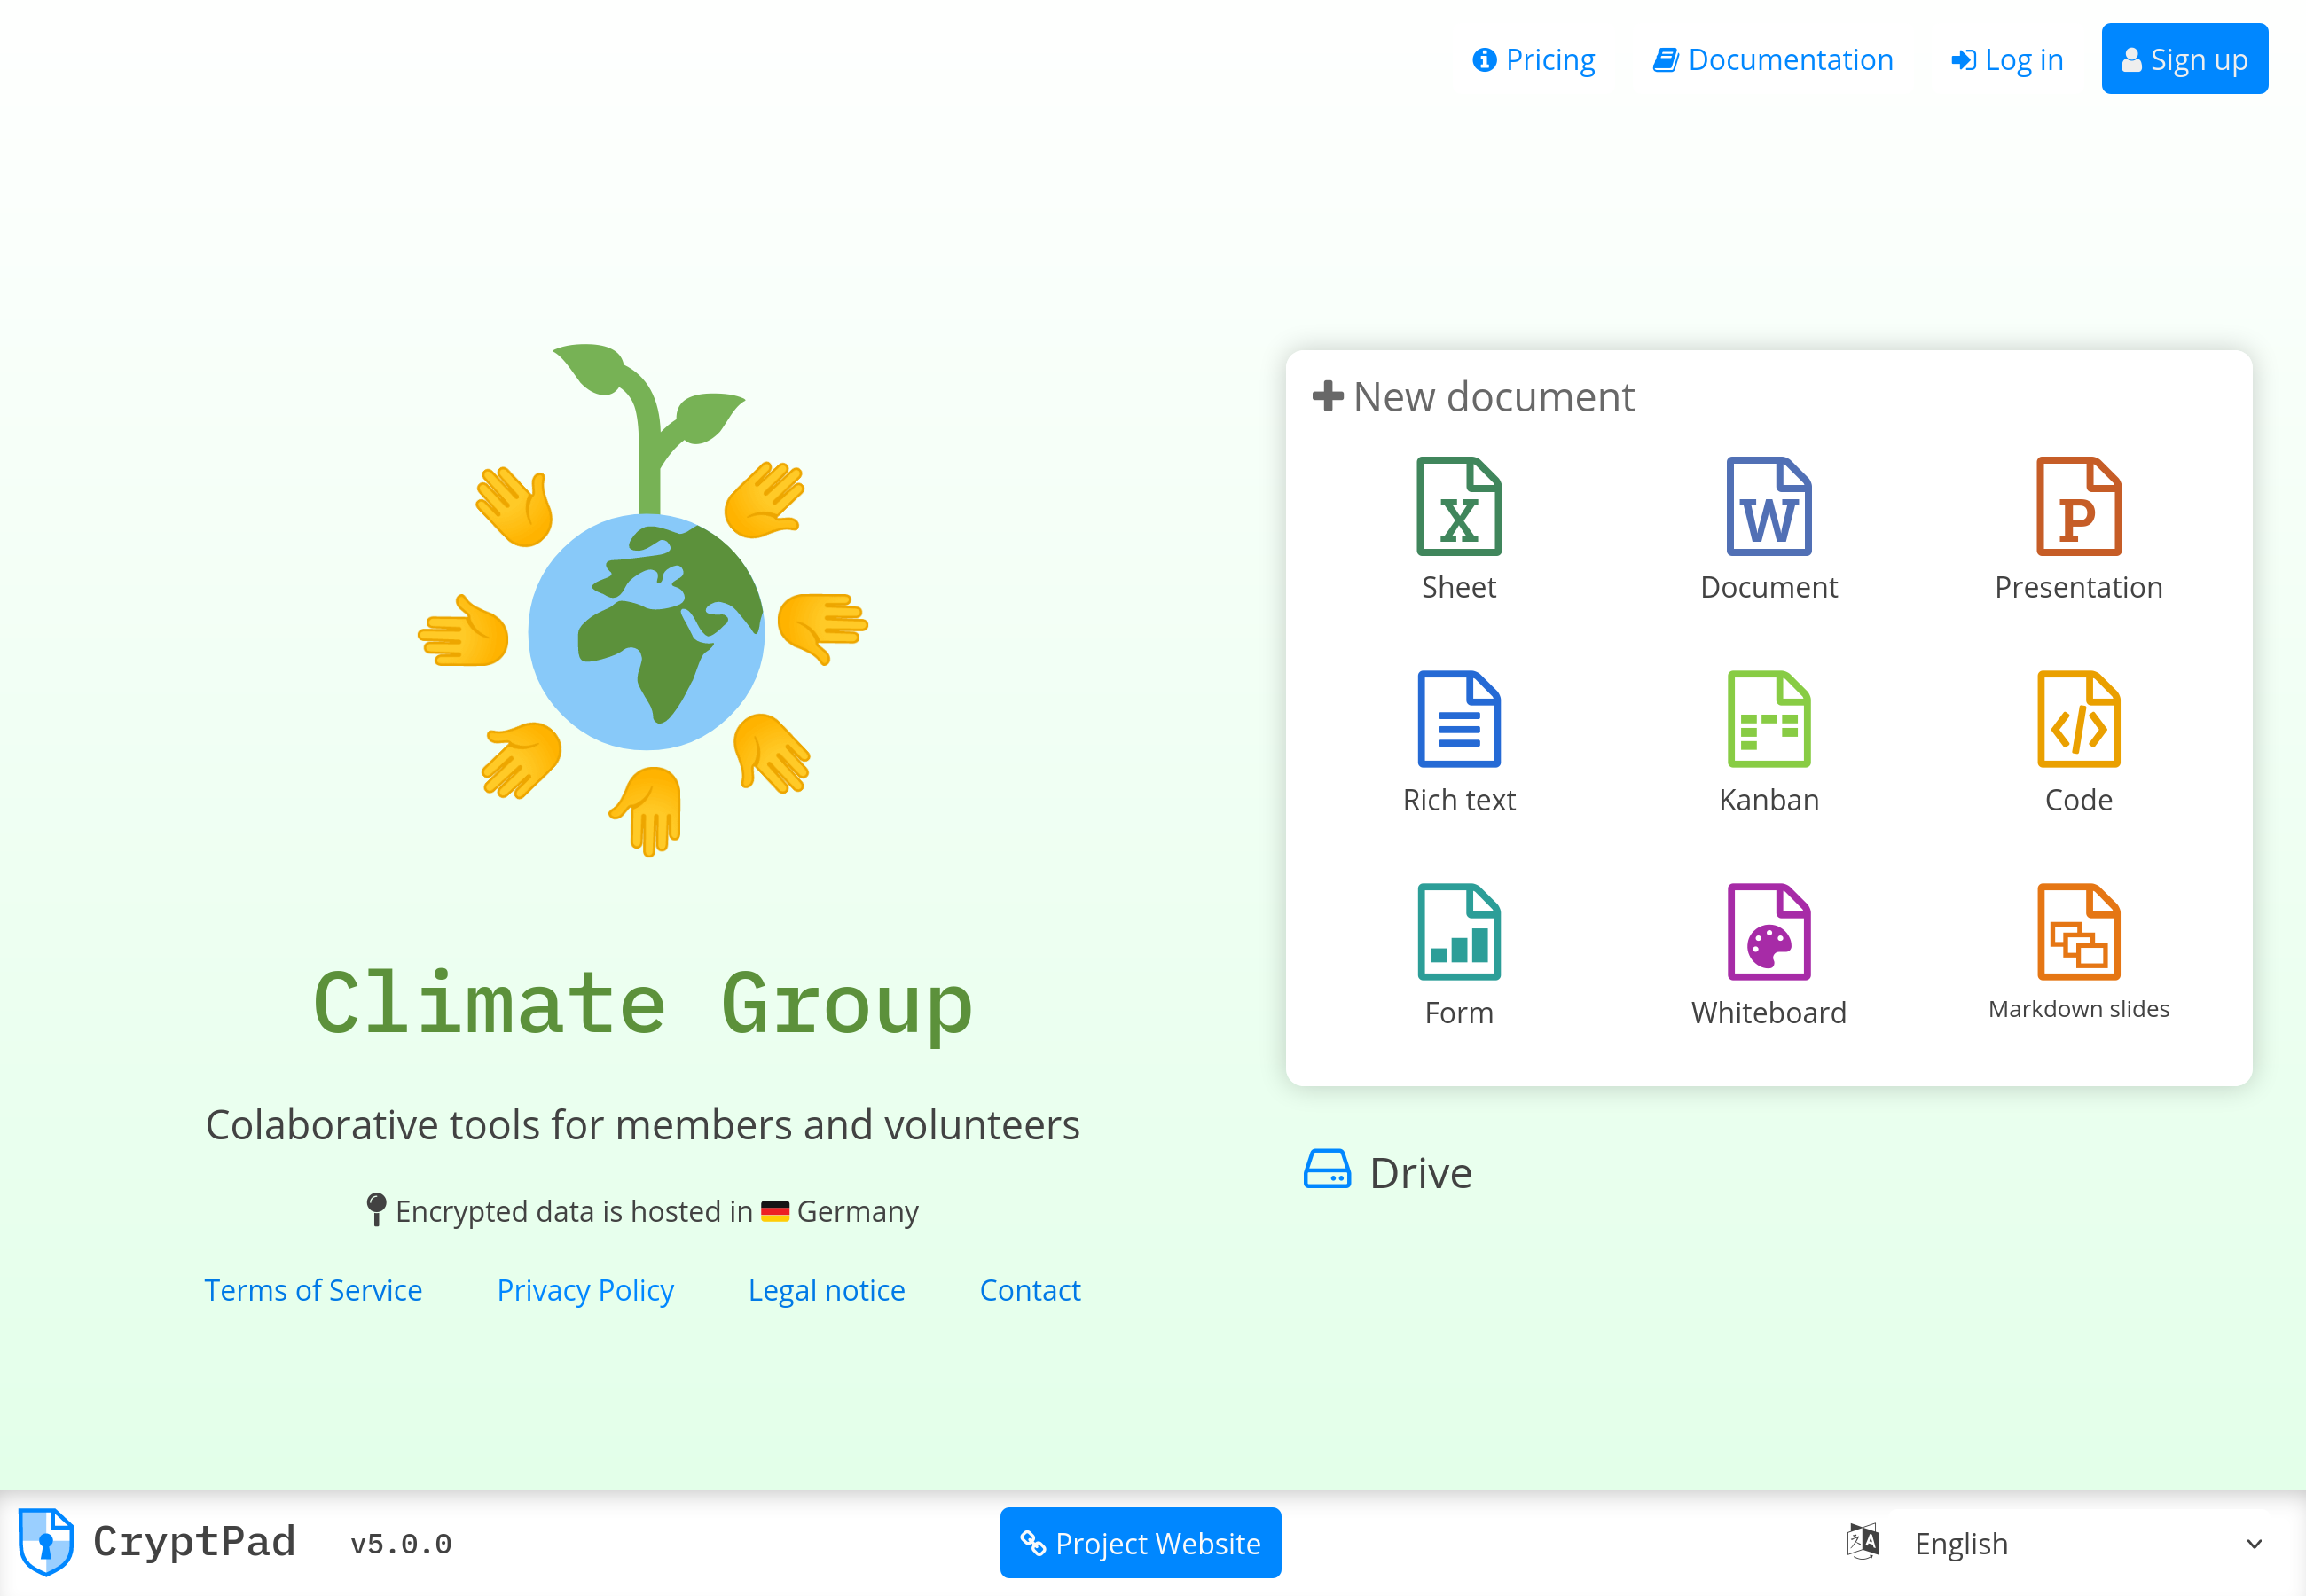 Pricing Documentation Log in Sign up
New document
X W P
Sheet Document Presentation
Rich text Kanban Code
Form Whiteboard Markdown slides
Drive
Climate Group
Colaborative tools for members and volunteers
Encrypted data is hosted in Germany
Terms of Service Privacy Policy Legal notice Contact
CryptPad v5.0.0 Project Website English